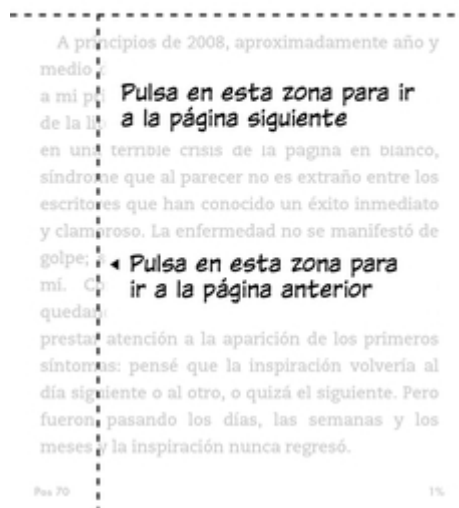 A principios de 2008, aproximadamente año y
medio
a mi
Pulsa en esta zona para ir
a la página siguiente
de la
en una terrible crisis de la página en blanco,
síndrome que al parecer no es extraño entre los
escritores que han conocido un éxito inmediato
y clamoroso. La enfermedad no se manifestó de
golpe;
◂ Pulsa en esta zona para
ir a la página anterior
mí.
prestar atención a la aparición de los primeros
síntomas: pensé que la inspiración volvería al
día siguiente o al otro, o quizá el siguiente. Pero
fueron pasando los días, las semanas y los
meses y la inspiración nunca regresó.
Pos 70 1%